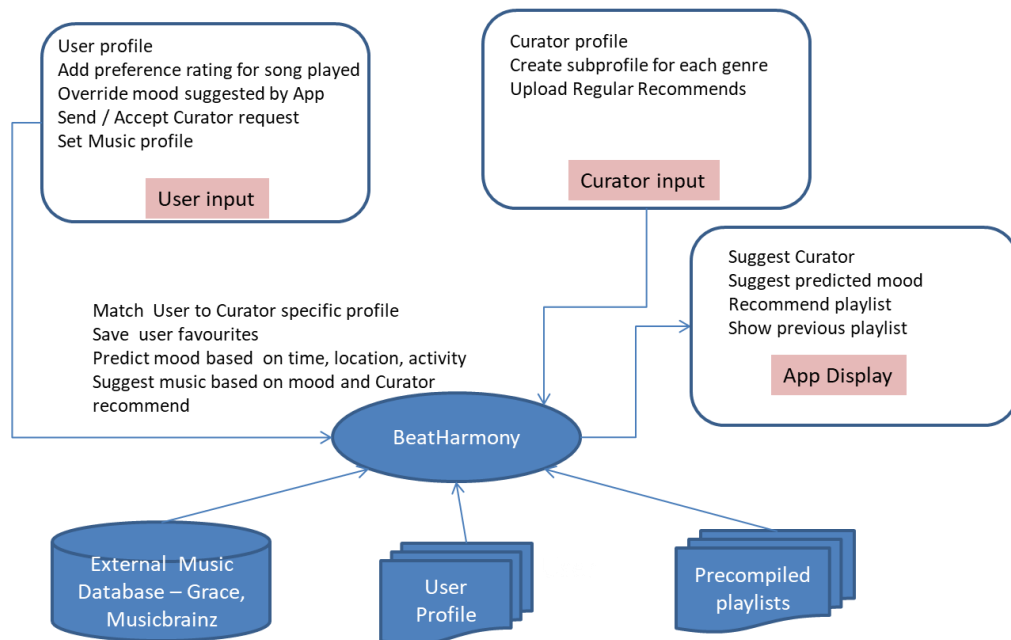 User profile
Add preference rating for song played
Override mood suggested by App
Send / Accept Curator request
Set Music profile
User input
Curator profile
Create subprofile for each genre
Upload Regular Recommends
Curator input
Suggest Curator
Suggest predicted mood
Recommend playlist
Show previous playlist
App Display
Match User to Curator specific profile
Save user favourites
Predict mood based on time, location, activity
Suggest music based on mood and Curator
recommend
BeatHarmony
External Music
Database – Grace,
Musicbrainz
User
Profile
Precompiled
playlists